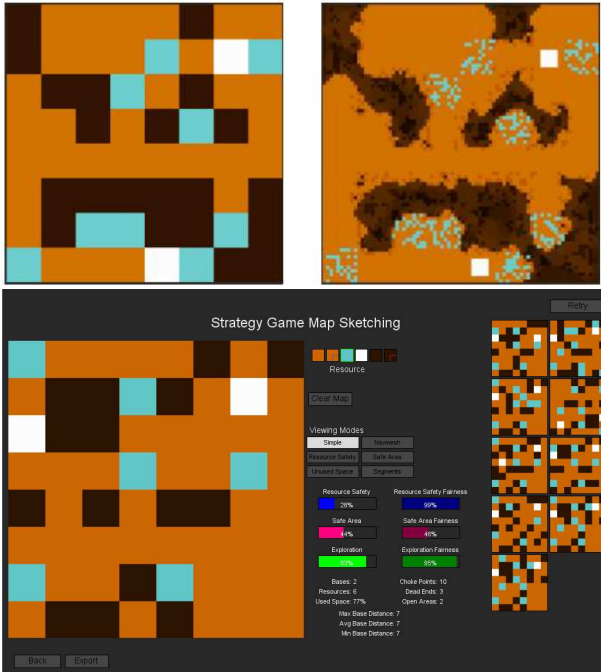 Retry
Strategy Game Map Sketching
Resource
Clear Map
Viewing Modes
Simple Navmesh
Resource Safety Safe Area
Unused Space Segments
Resource Safety Resource Safety Fairness
28% 99%
Safe Area Safe Area Fairness
44% 46%
Exploration Exploration Fairness
95%
Bases: 2 Choke Points: 10
Resources: 6 Dead Ends: 3
Used Space: 77% Open Areas: 2
Max Base Distance: 7
Avg Base Distance: 7
Min Base Distance: 7
Back Export